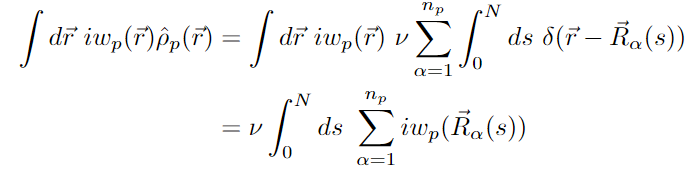 ∫ dr⃗ iw_p(r⃗)ρ̂_p(r⃗) = ∫ dr⃗ iw_p(r⃗) ν ∑_{α=1}^{n_p} ∫_0^N ds δ(r⃗ − R⃗_α(s))
= ν ∫_0^N ds ∑_{α=1}^{n_p} iw_p(R⃗_α(s))